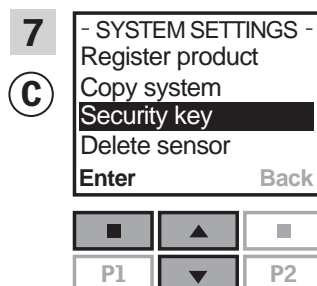 7
C
- SYSTEM SETTINGS -
Register product
Copy system
Security key
Delete sensor
Enter Back
P1 P2